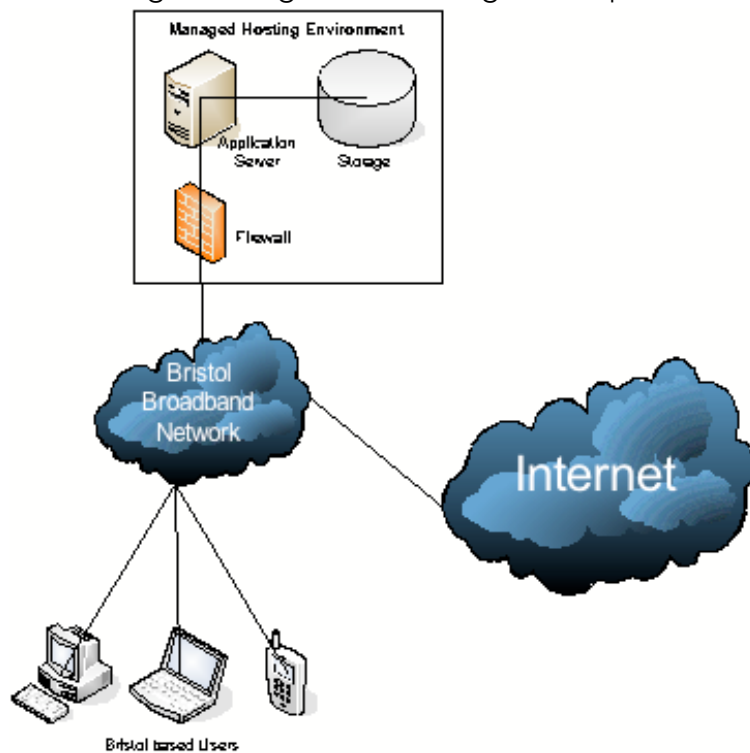 Managed Hosting Environment
Application
Server
Storage
Firewall
Bristol
Broadband
Network
Internet
Bristol based Users